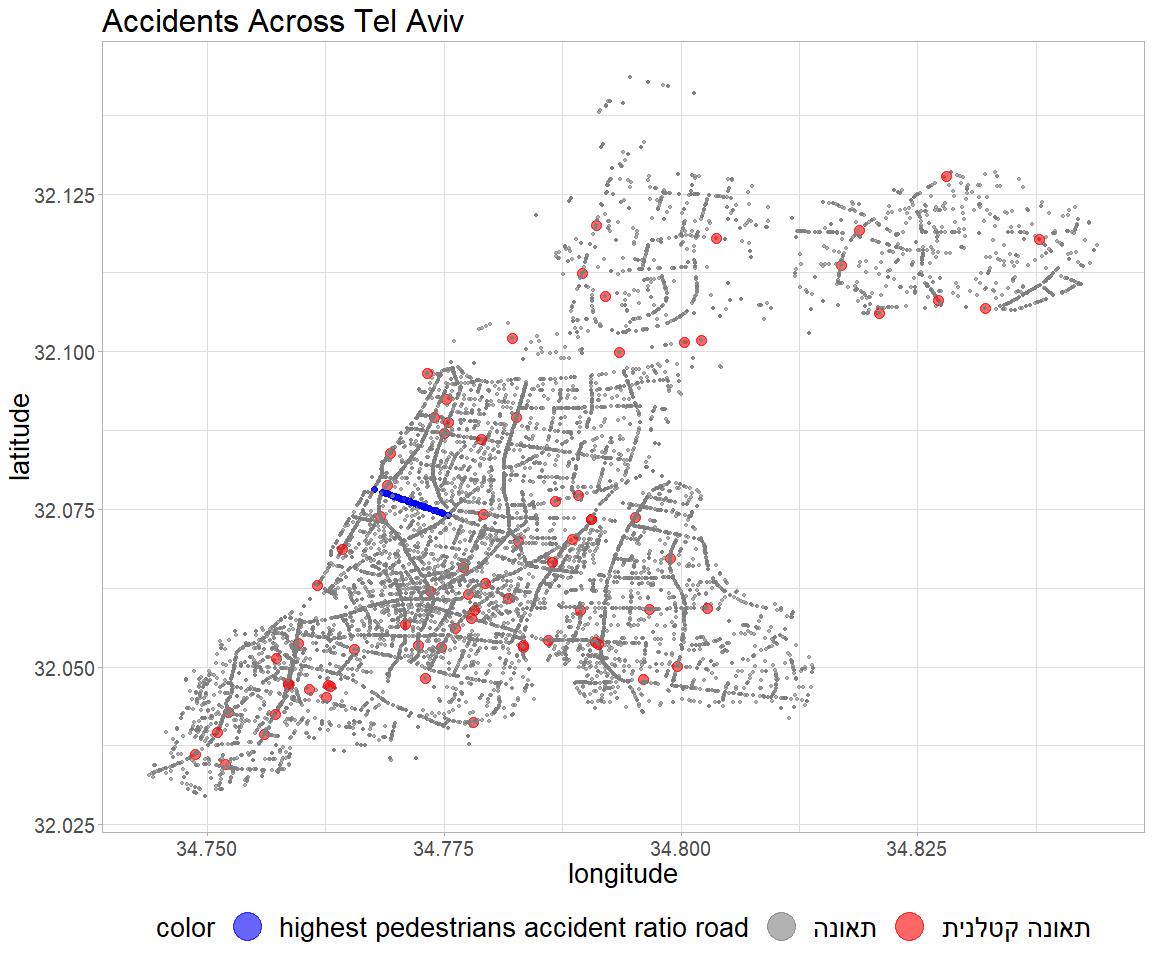 Accidents Across Tel Aviv
latitude
32.125
32.100
32.075
32.050
32.025
34.750 34.775 34.800 34.825
longitude
color highest pedestrians accident ratio road תאונה תאונה קטלנית